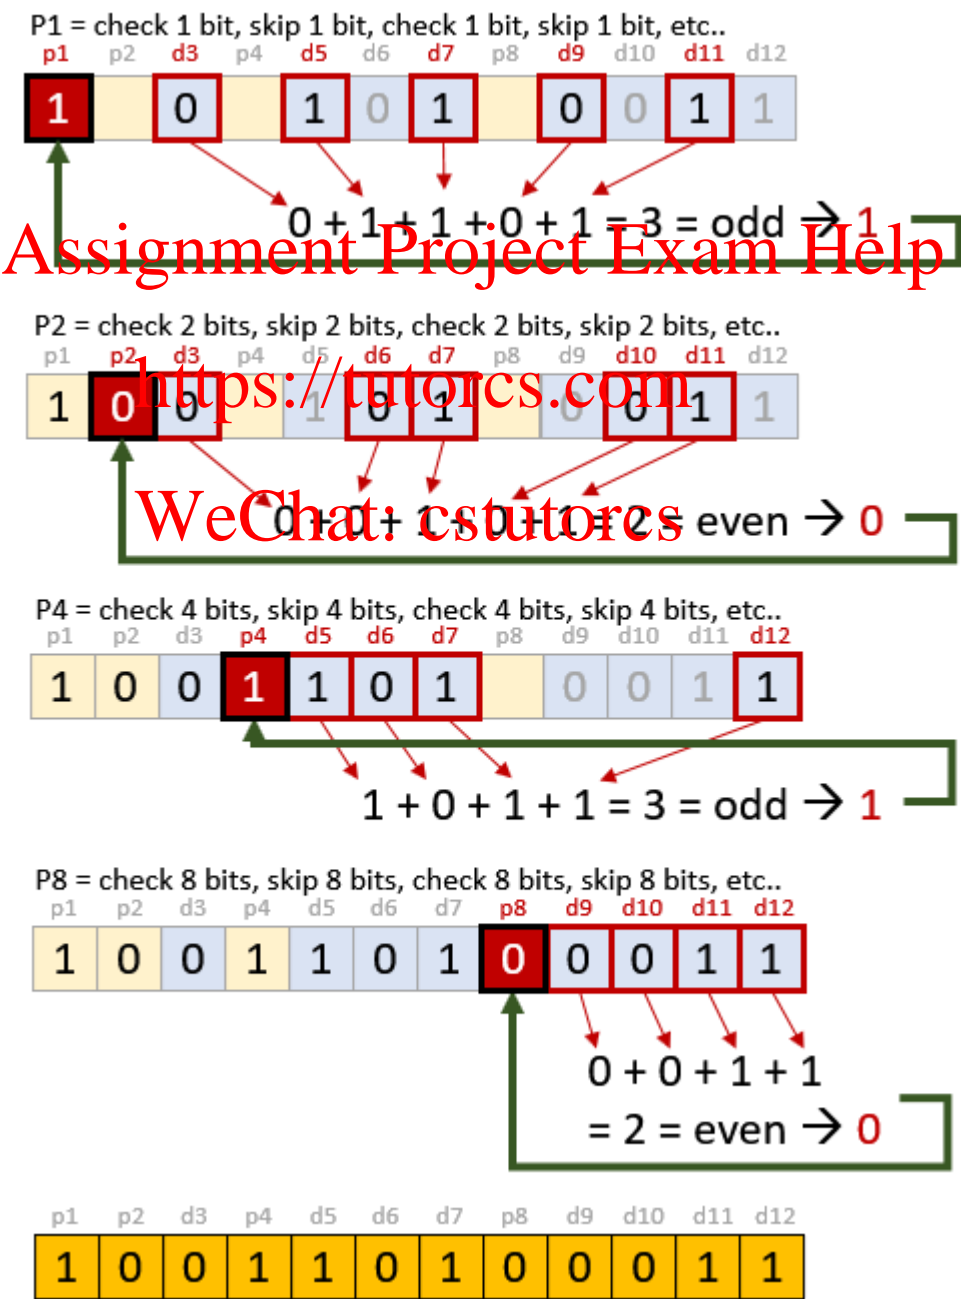 P1 = check 1 bit, skip 1 bit, check 1 bit, skip 1 bit, etc..
p1 p2 d3 p4 d5 d6 d7 p8 d9 d10 d11 d12
1 0 1 0 1 0 0 1 1
0 + 1 + 1 + 0 + 1 = 3 = odd → 1
Assignment Project Exam Help
P2 = check 2 bits, skip 2 bits, check 2 bits, skip 2 bits, etc..
p1 p2 d3 p4 d5 d6 d7 p8 d9 d10 d11 d12
https://tutorcs.com
1 0 0 1 0 1 0 0 1 1
WeChat: cstutorcs
0 + 0 + 1 + 0 + 1 = 2 = even → 0
P4 = check 4 bits, skip 4 bits, check 4 bits, skip 4 bits, etc..
p1 p2 d3 p4 d5 d6 d7 p8 d9 d10 d11 d12
1 0 0 1 1 0 1 0 0 1 1
1 + 0 + 1 + 1 = 3 = odd → 1
P8 = check 8 bits, skip 8 bits, check 8 bits, skip 8 bits, etc..
p1 p2 d3 p4 d5 d6 d7 p8 d9 d10 d11 d12
1 0 0 1 1 0 1 0 0 0 1 1
0 + 0 + 1 + 1
= 2 = even → 0
p1 p2 d3 p4 d5 d6 d7 p8 d9 d10 d11 d12
1 0 0 1 1 0 1 0 0 0 1 1